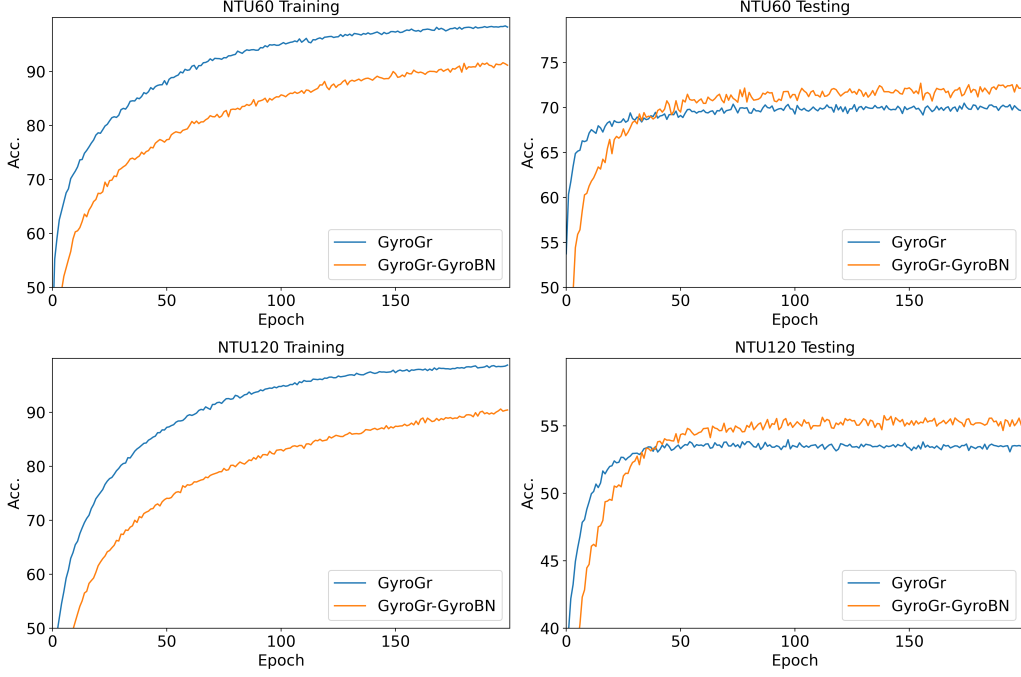 NTU60 Training
Acc.
90
80
70
60
50
0 50 100 150
Epoch
GyroGr
GyroGr-GyroBN
NTU60 Testing
Acc.
75
70
65
60
55
50
0 50 100 150
Epoch
GyroGr
GyroGr-GyroBN
NTU120 Training
Acc.
90
80
70
60
50
0 50 100 150
Epoch
GyroGr
GyroGr-GyroBN
NTU120 Testing
Acc.
55
50
45
40
0 50 100 150
Epoch
GyroGr
GyroGr-GyroBN